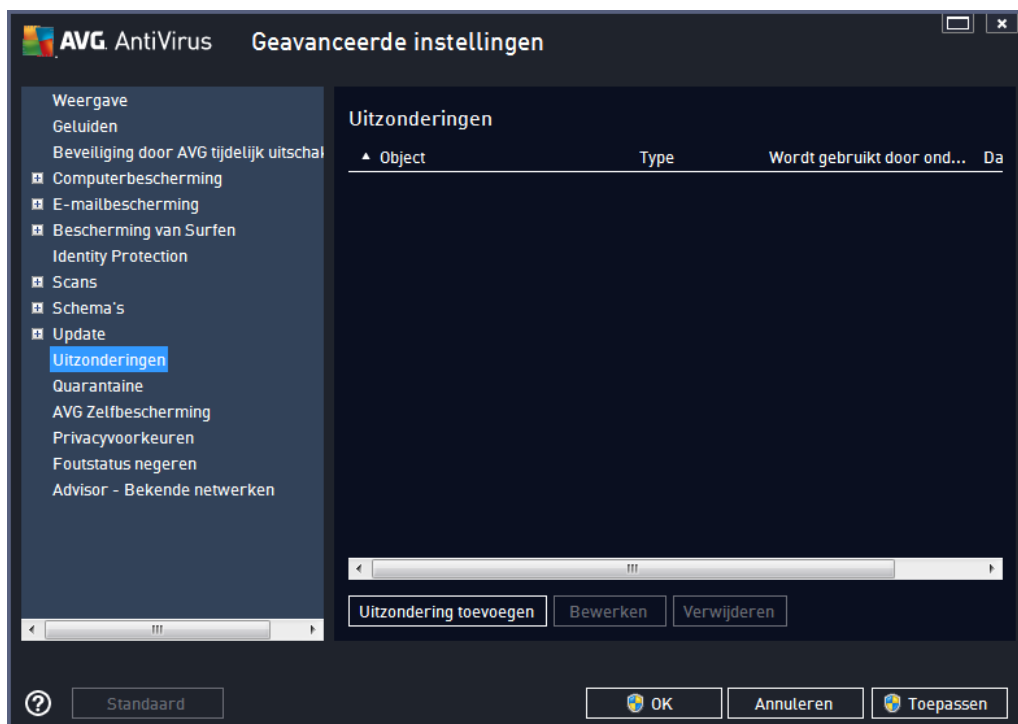 AVG. AntiVirus Geavanceerde instellingen
Weergave
Geluiden
Beveiliging door AVG tijdelijk uitschal
Computerbescherming
E-mailbescherming
Bescherming van Surfen
Identity Protection
Scans
Schema's
Update
Uitzonderingen
Quarantaine
AVG Zelfbescherming
Privacyvoorkeuren
Foutstatus negeren
Advisor - Bekende netwerken
Uitzonderingen
Object Type Wordt gebruikt door ond... Da
Uitzondering toevoegen Bewerken Verwijderen
? Standaard OK Annuleren Toepassen